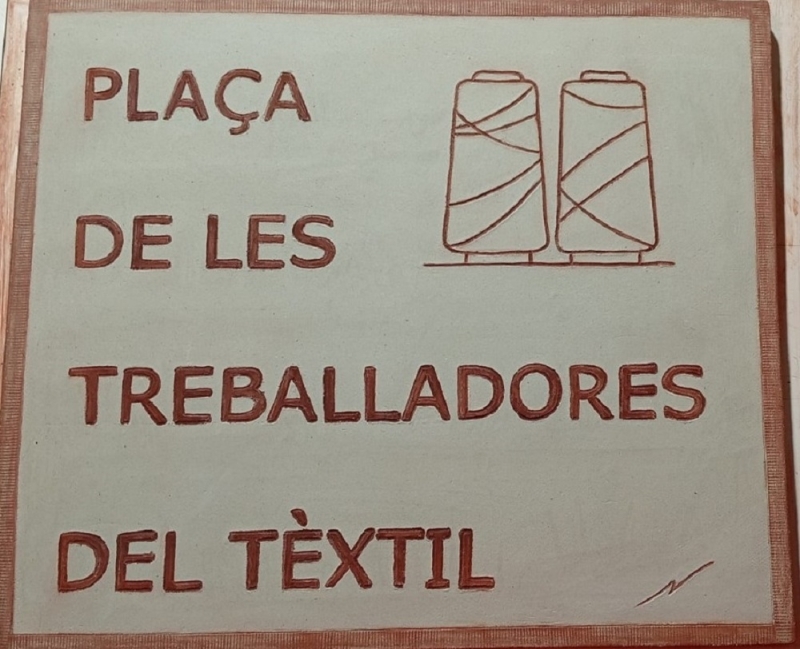 PLAÇA
DE LES
TREBALLADORES
DEL TÈXTIL